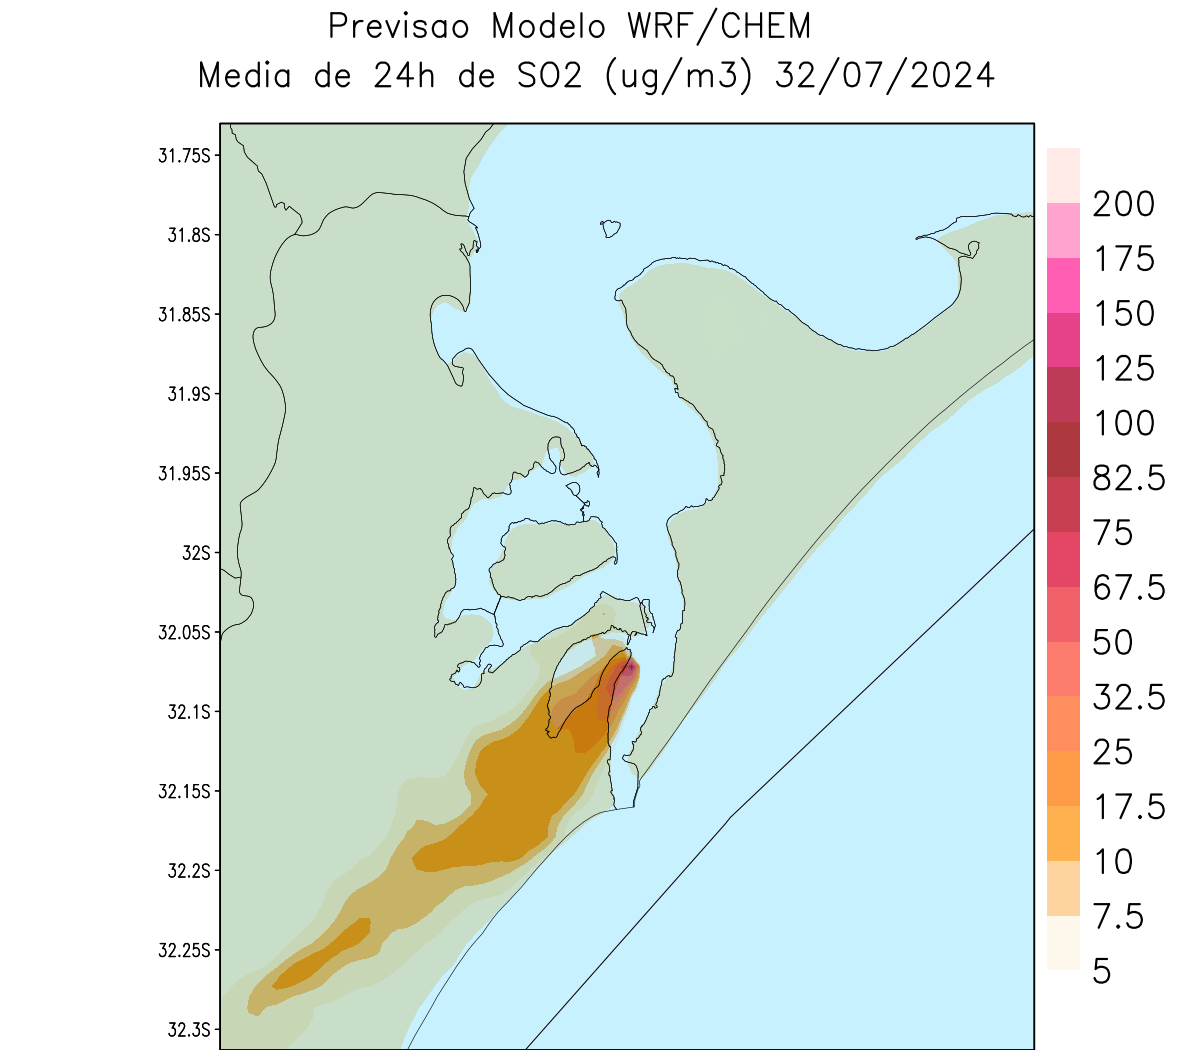 Previsao Modelo WRF/CHEM
Media de 24h de SO2 (ug/m3) 32/07/2024
31.75S
31.8S
31.85S
31.9S
31.95S
32S
32.05S
32.1S
32.15S
32.2S
32.25S
32.3S
200
175
150
125
100
82.5
75
67.5
50
32.5
25
17.5
10
7.5
5